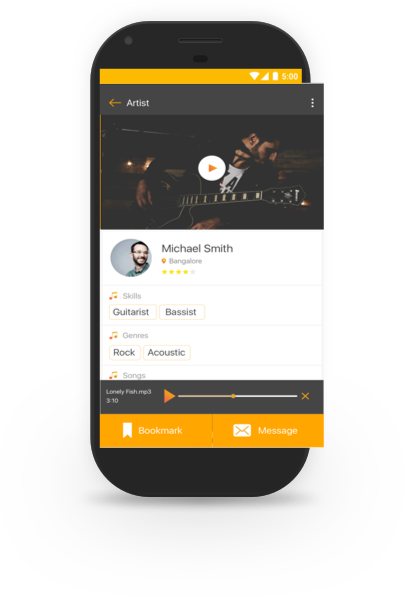 5:00
Artist
Michael Smith
Bangalore
Skills
Guitarist Bassist
Genres
Rock Acoustic
Songs
Lonely Fish.mp3
3:10
Bookmark Message